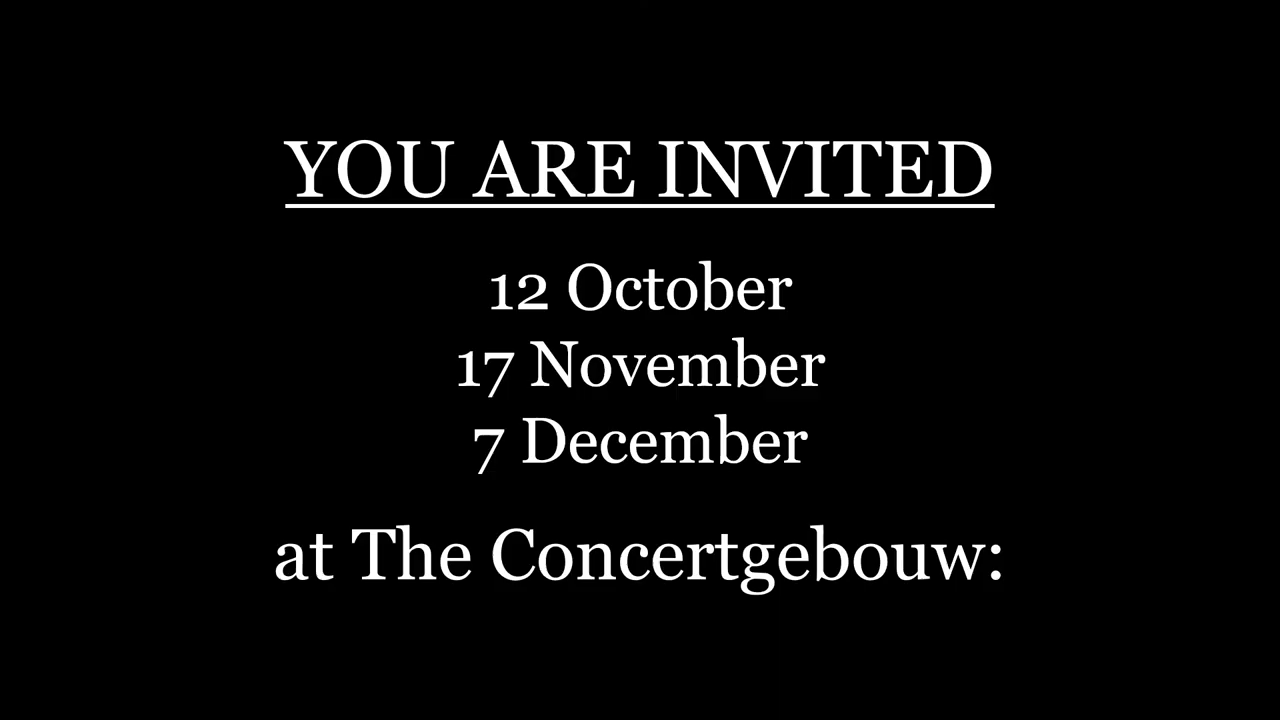 YOU ARE INVITED
12 October
17 November
7 December
at The Concertgebouw: